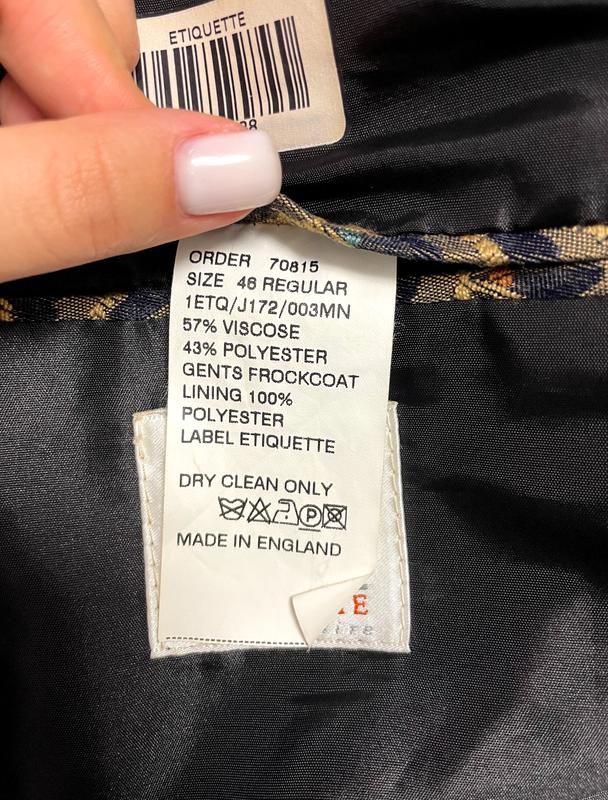 ETIQUETTE
ORDER 70815
SIZE 46 REGULAR
1ETQ/J172/003MN
57% VISCOSE
43% POLYESTER
GENTS FROCKCOAT
LINING 100%
POLYESTER
LABEL ETIQUETTE
DRY CLEAN ONLY
P
MADE IN ENGLAND